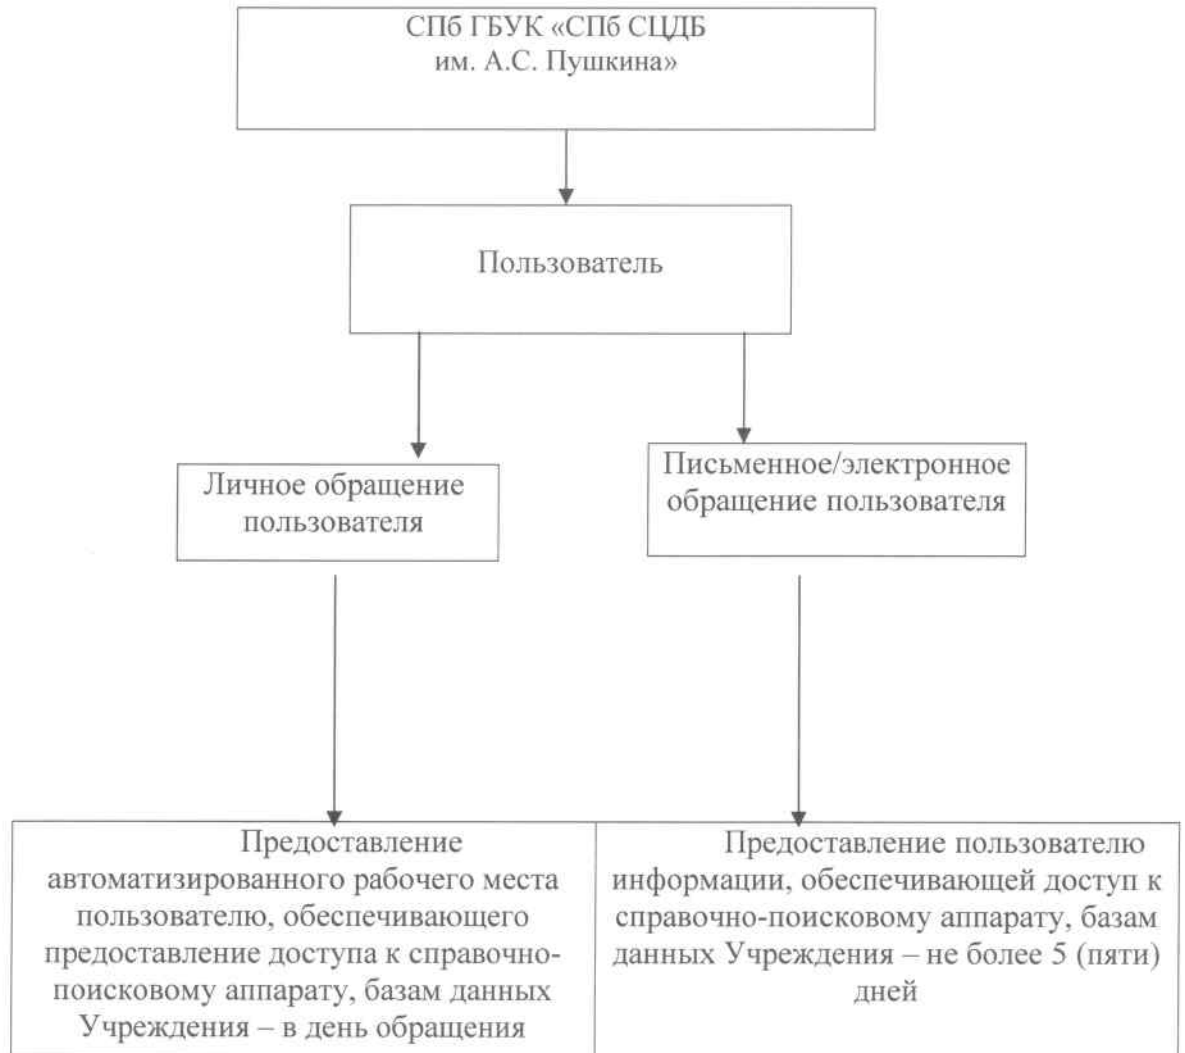 СПб ГБУК «СПб СЦДБ
им. А.С. Пушкина»
Пользователь
Личное обращение
пользователя
Письменное/электронное
обращение пользователя
Предоставление
автоматизированного рабочего места
пользователю, обеспечивающего
предоставление доступа к справочно-
поисковому аппарату, базам данных
Учреждения – в день обращения
Предоставление пользователю
информации, обеспечивающей доступ к
справочно-поисковому аппарату, базам
данных Учреждения – не более 5 (пяти)
дней